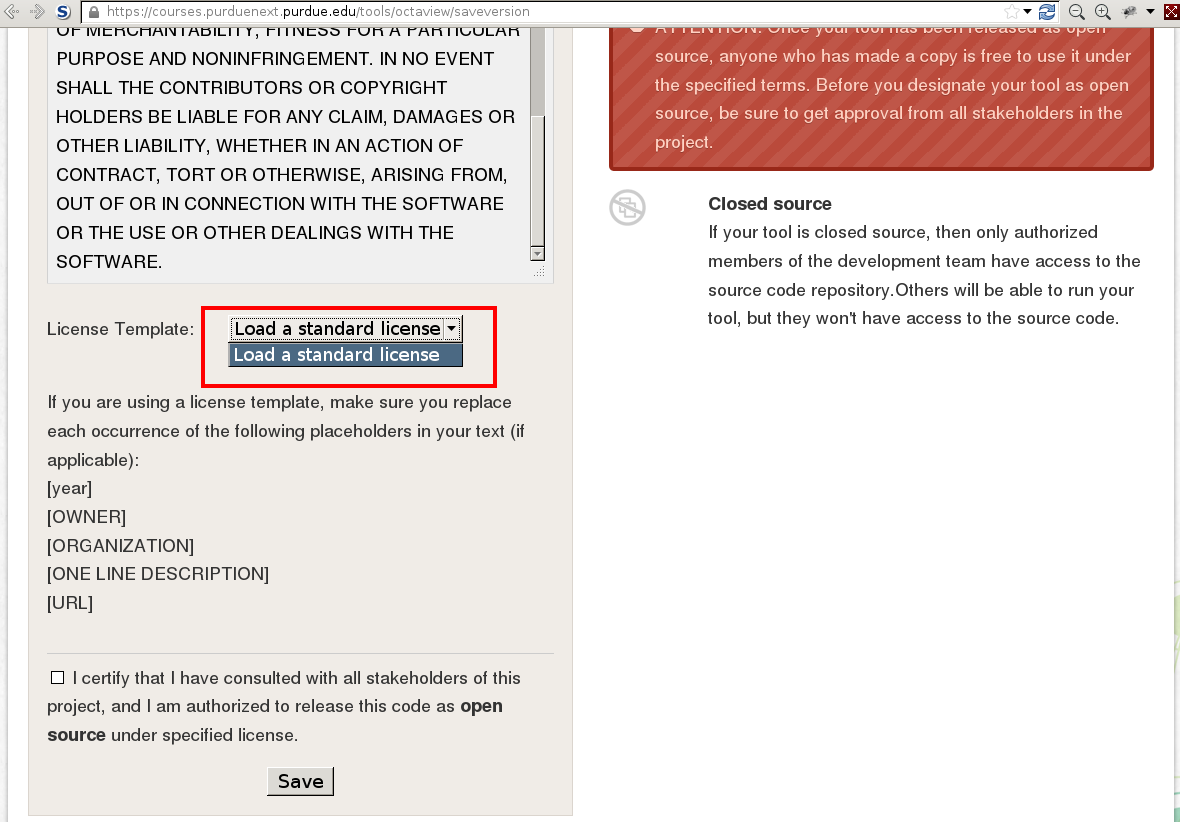 https://courses.purduenext.purdue.edu/tools/octaview/saveversion
OF MERCHANTABILITY, FITNESS FOR A PARTICULAR
PURPOSE AND NONINFRINGEMENT. IN NO EVENT
SHALL THE CONTRIBUTORS OR COPYRIGHT
HOLDERS BE LIABLE FOR ANY CLAIM, DAMAGES OR
OTHER LIABILITY, WHETHER IN AN ACTION OF
CONTRACT, TORT OR OTHERWISE, ARISING FROM,
OUT OF OR IN CONNECTION WITH THE SOFTWARE
OR THE USE OR OTHER DEALINGS WITH THE
SOFTWARE.
License Template:
Load a standard license
Load a standard license
If you are using a license template, make sure you replace
each occurrence of the following placeholders in your text (if
applicable):
[year]
[OWNER]
[ORGANIZATION]
[ONE LINE DESCRIPTION]
[URL]
I certify that I have consulted with all stakeholders of this
project, and I am authorized to release this code as open
source under specified license.
Save
ATTENTION: Once your tool has been released as open
source, anyone who has made a copy is free to use it under
the specified terms. Before you designate your tool as open
source, be sure to get approval from all stakeholders in the
project.
Closed source
If your tool is closed source, then only authorized
members of the development team have access to the
source code repository.Others will be able to run your
tool, but they won't have access to the source code.